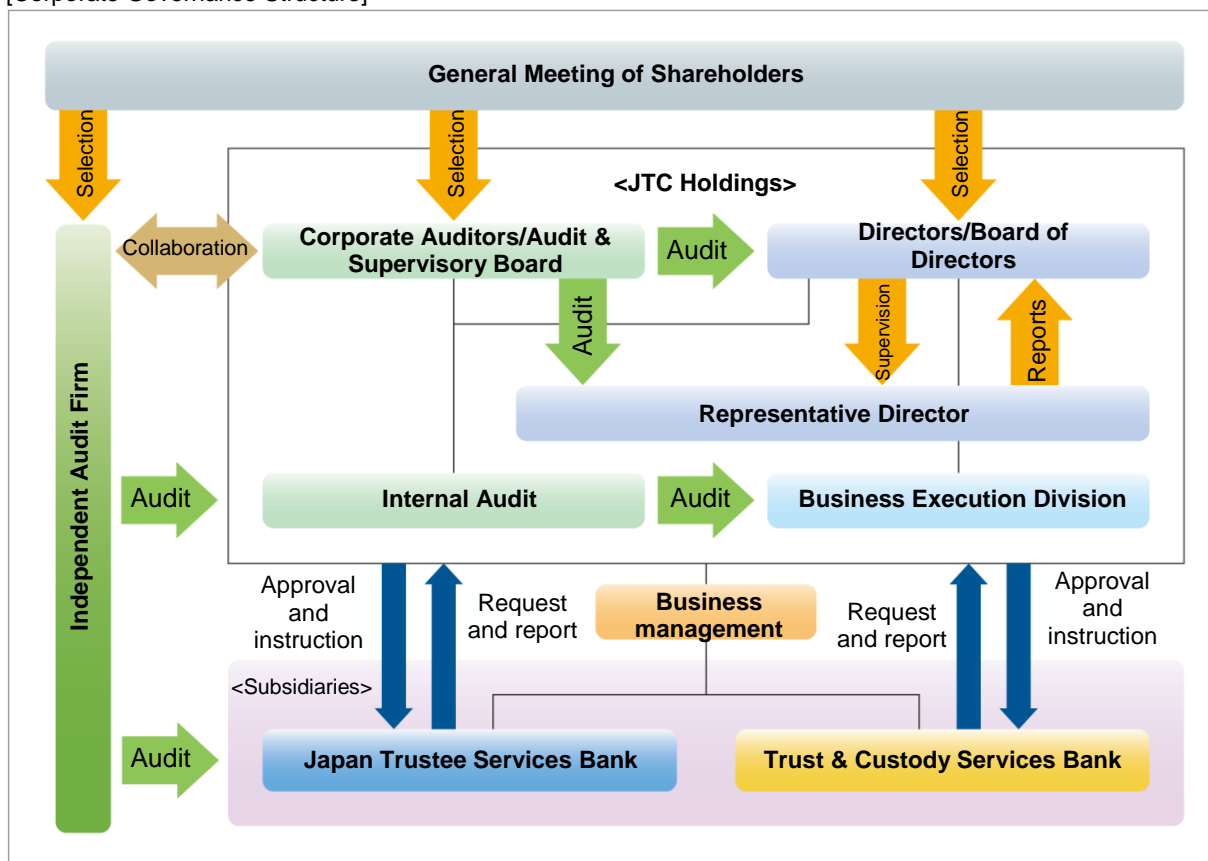 [Corporate Governance Structure]
General Meeting of Shareholders
Selection
Selection
Selection
<JTC Holdings>
Collaboration
Corporate Auditors/Audit &
Supervisory Board
Audit
Directors/Board of
Directors
Audit
Supervision
Reports
Independent Audit Firm
Representative Director
Audit
Internal Audit
Audit
Business Execution Division
Approval
and
instruction
Request
and report
Business
management
Request
and report
Approval
and
instruction
<Subsidiaries>
Audit
Japan Trustee Services Bank
Trust & Custody Services Bank